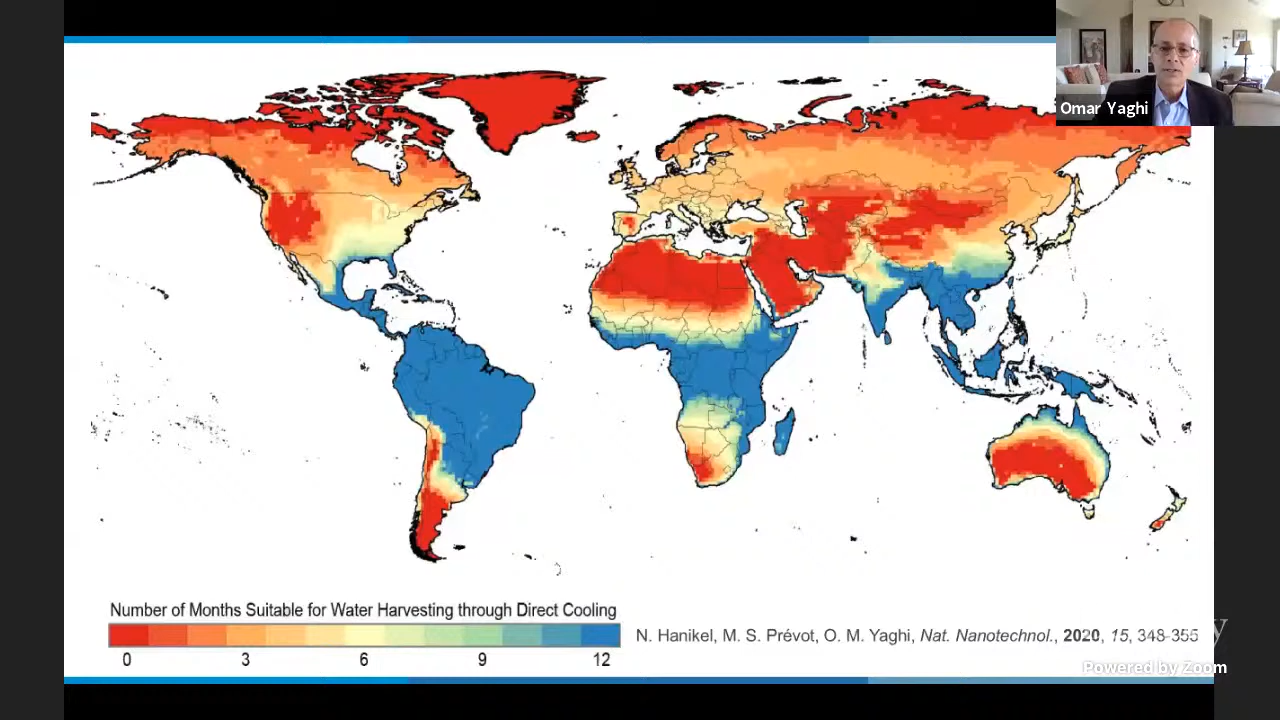 Omar Yaghi
Number of Months Suitable for Water Harvesting through Direct Cooling
0 3 6 9 12
N. Hanikel, M. S. Prévot, O. M. Yaghi, Nat. Nanotechnol., 2020, 15, 348-355
Powered by Zoom